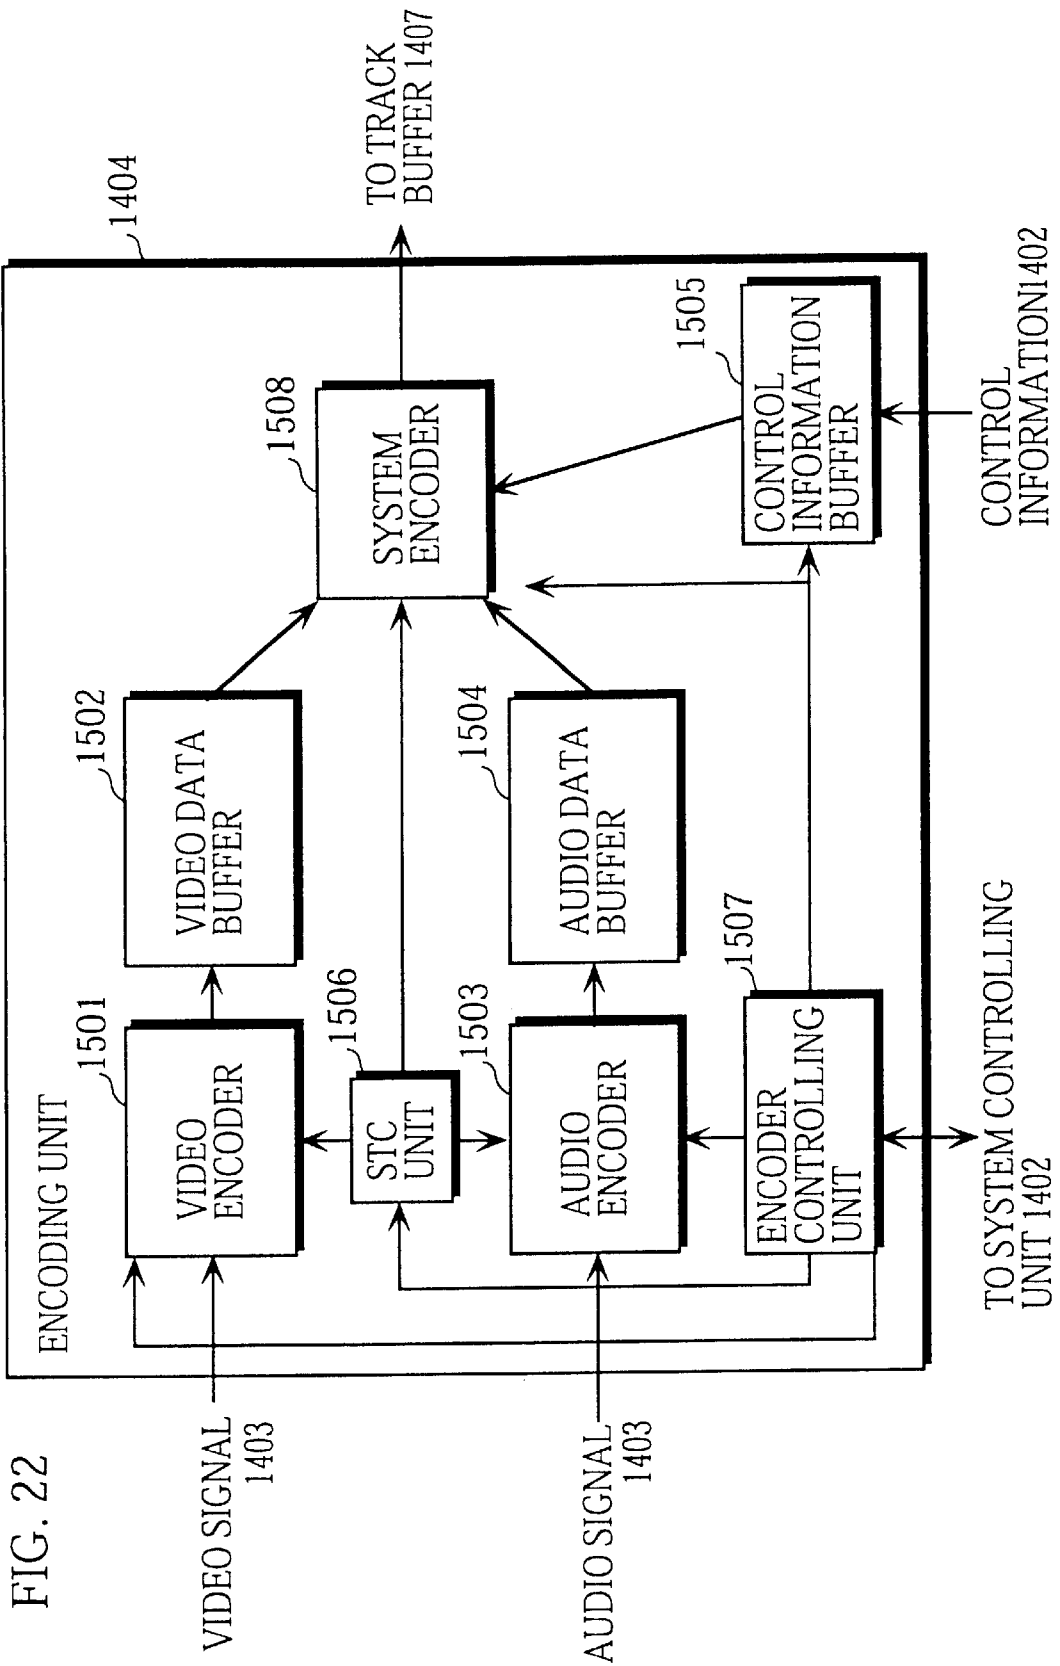 FIG. 22
ENCODING UNIT
1404
VIDEO SIGNAL
1403
1501
VIDEO
ENCODER
1502
VIDEO DATA
BUFFER
1506
STC
UNIT
1508
SYSTEM
ENCODER
TO TRACK
BUFFER 1407
AUDIO SIGNAL
1403
1503
AUDIO
ENCODER
1504
AUDIO DATA
BUFFER
1507
ENCODER
CONTROLLING
UNIT
1505
CONTROL
INFORMATION
BUFFER
TO SYSTEM CONTROLLING
UNIT 1402
CONTROL
INFORMATION1402